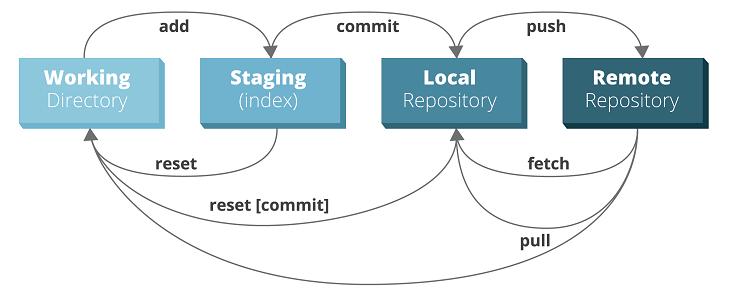 add
commit
push
Working
Directory
Staging
(index)
Local
Repository
Remote
Repository
reset
fetch
reset [commit]
pull